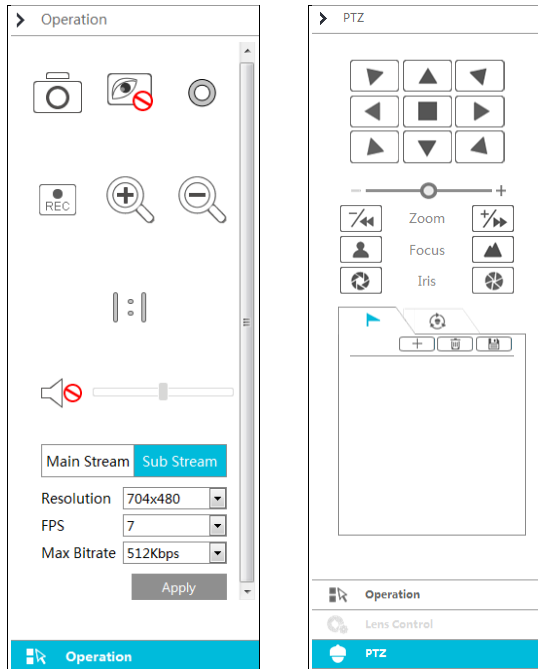 Operation
REC
Main Stream Sub Stream
Resolution 704x480
FPS 7
Max Bitrate 512Kbps
Apply
Operation
PTZ
Zoom
Focus
Iris
Operation
Lens Control
PTZ